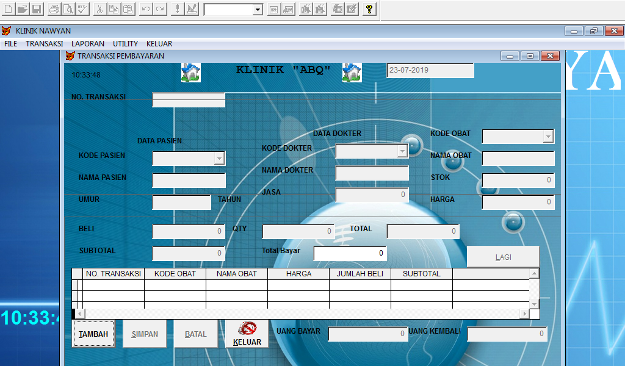 KLINIK NAWYAN
FILE TRANSAKSI LAPORAN UTILITY KELUAR
TRANSAKSI PEMBAYARAN
10:33:48
KLINIK "ABQ"
23-07-2019
YA
NO. TRANSAKSI
DATA PASIEN
DATA DOKTER
KODE OBAT
KODE PASIEN
KODE DOKTER
NAMA OBAT
NAMA PASIEN
NAMA DOKTER
STOK
UMUR
TAHUN
JASA
0
HARGA
0
BELI
0
QTY
0
TOTAL
0
SUBTOTAL
0
Total Bayar
0
LAGI
NO. TRANSAKSI KODE OBAT NAMA OBAT HARGA JUMLAH BELI SUBTOTAL
10:33:4
TAMBAH
SIMPAN
BATAL
KELUAR
UANG BAYAR
0
UANG KEMBALI
0